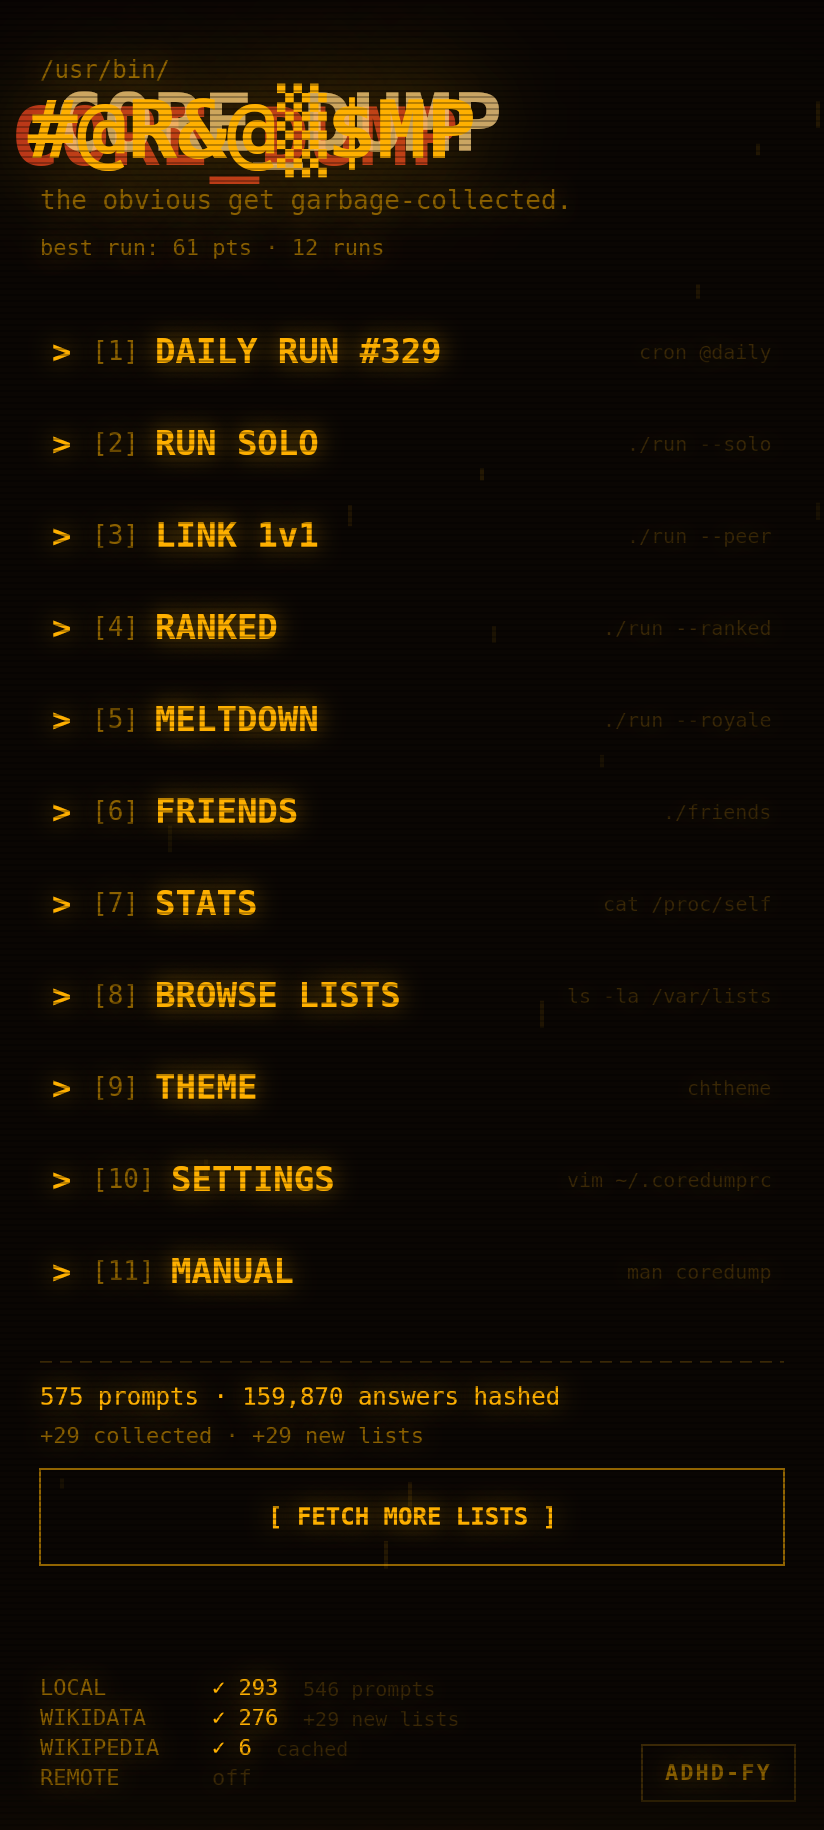 /usr/bin/
#@R&@▒$MP
the obvious get garbage-collected.
best run: 61 pts · 12 runs
> [1] DAILY RUN #329 cron @daily
> [2] RUN SOLO ./run --solo
> [3] LINK 1v1 ./run --peer
> [4] RANKED ./run --ranked
> [5] MELTDOWN ./run --royale
> [6] FRIENDS ./friends
> [7] STATS cat /proc/self
> [8] BROWSE LISTS ls -la /var/lists
> [9] THEME chtheme
> [10] SETTINGS vim ~/.coredumprc
> [11] MANUAL man coredump
575 prompts · 159,870 answers hashed
+29 collected · +29 new lists
[ FETCH MORE LISTS ]
LOCAL ✓ 293 546 prompts
WIKIDATA ✓ 276 +29 new lists
WIKIPEDIA ✓ 6 cached
REMOTE off
ADHD-FY